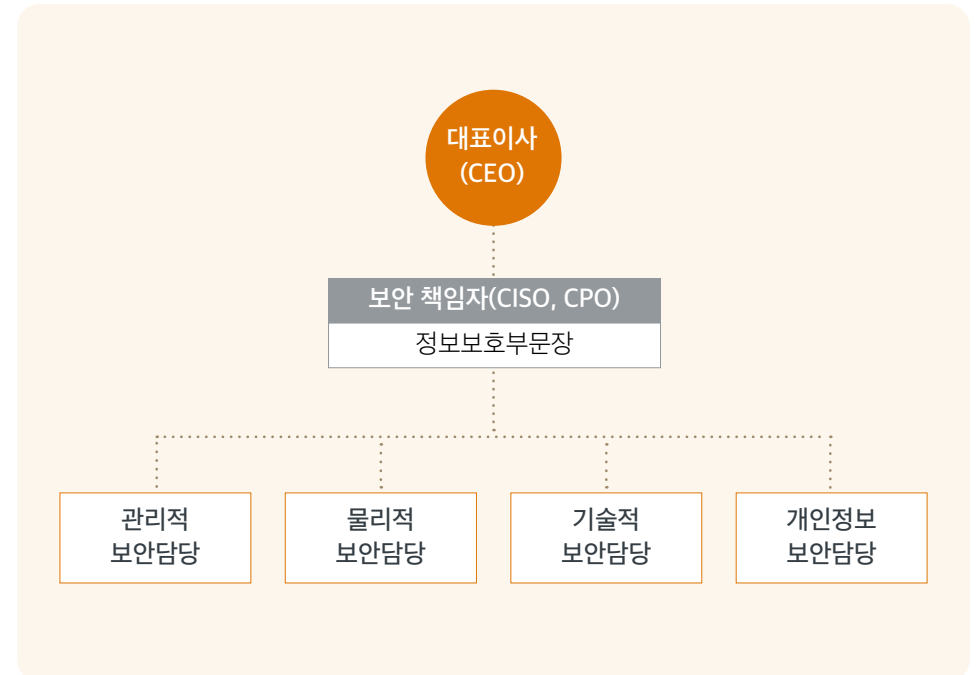 대표이사
(CEO)
보안 책임자(CISO, CPO)
정보보호부문장
관리적
보안담당
물리적
보안담당
기술적
보안담당
개인정보
보안담당